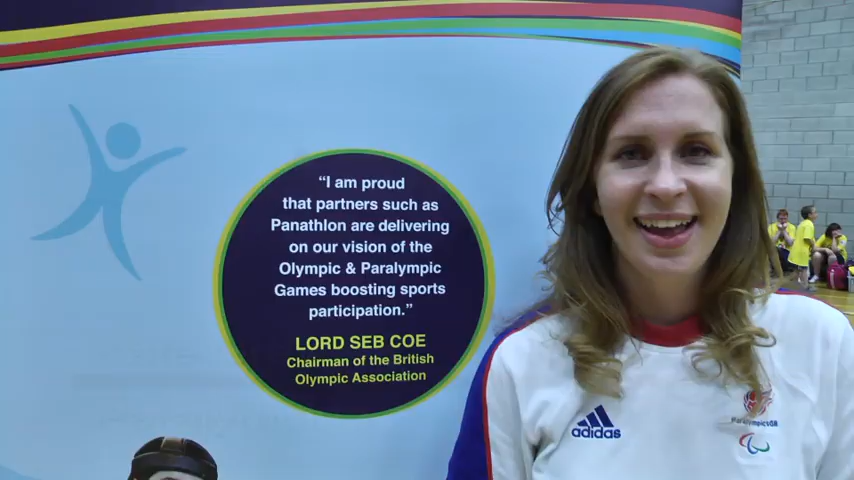 “I am proud
that partners such as
Panathlon are delivering
on our vision of the
Olympic & Paralympic
Games boosting sports
participation.”
LORD SEB COE
Chairman of the British
Olympic Association
adidas
ParalympicsGB